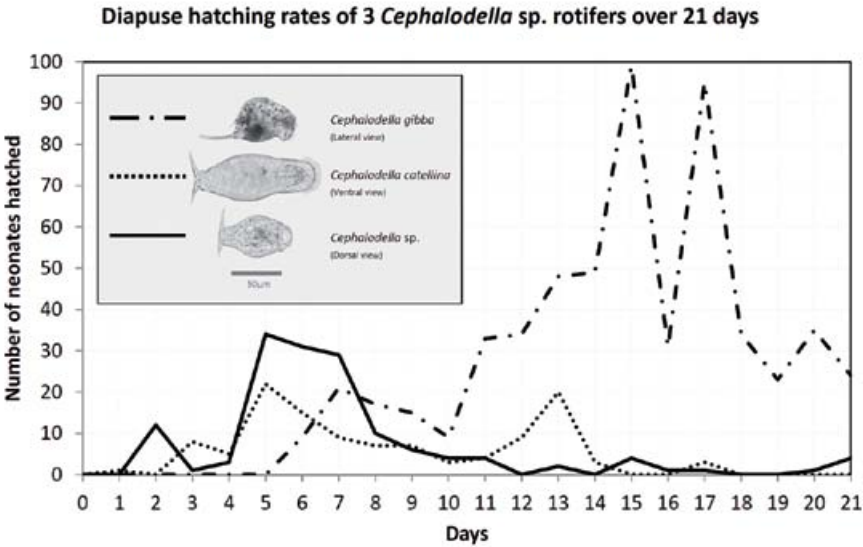 Diapuse hatching rates of 3 Cephalodella sp. rotifers over 21 days
Number of neonates hatched
100
90
80
70
60
50
40
30
20
10
0
Cephalodella gibba
(Lateral view)
Cephalodella catellina
(Ventral view)
Cephalodella sp.
(Dorsal view)
50µm
0 1 2 3 4 5 6 7 8 9 10 11 12 13 14 15 16 17 18 19 20 21
Days